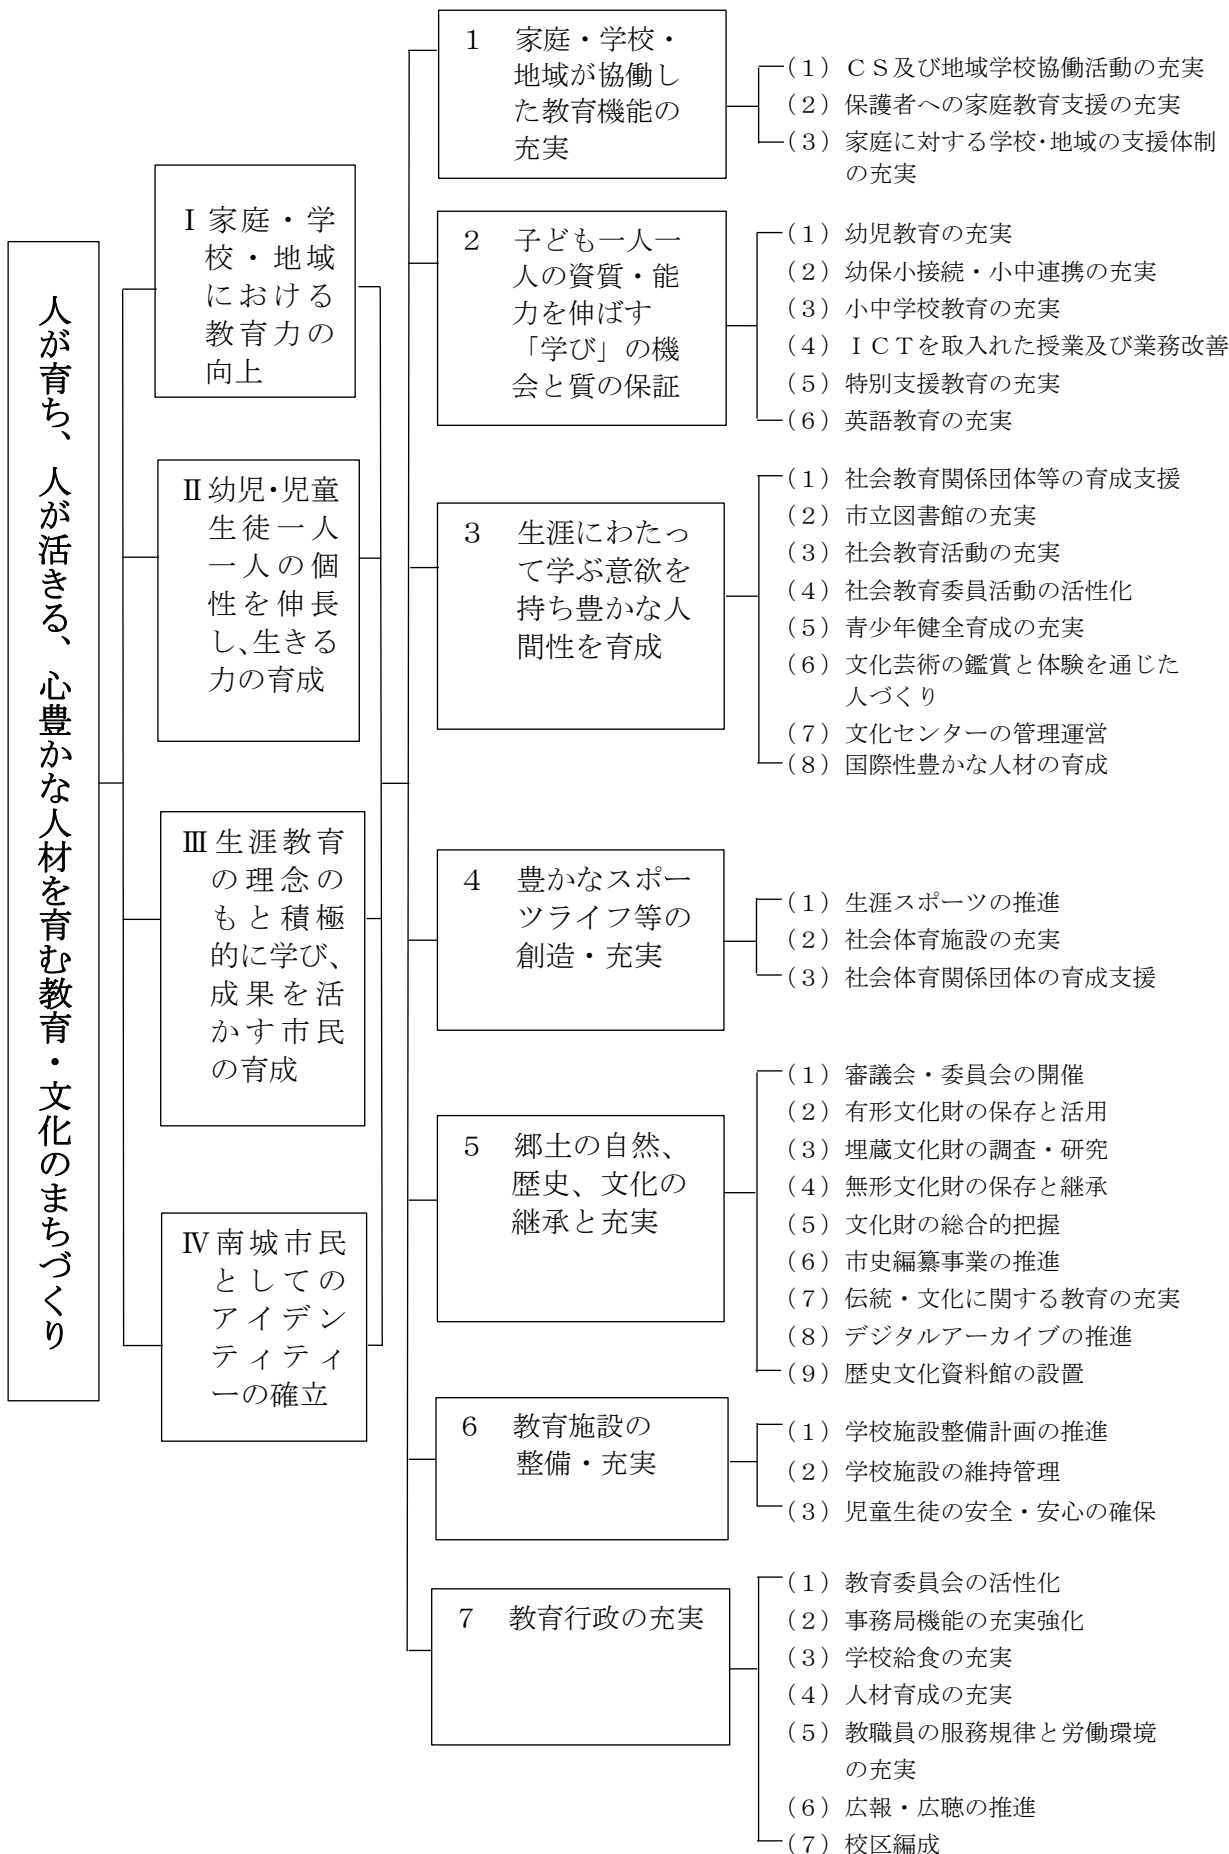 人が育ち、人が活きる、心豊かな人材を育む教育・文化のまちづくり
Ⅰ 家庭・学
校・地域
における
教育力の
向上
Ⅱ 幼児・児童
生徒一人
一人の個
性を伸長
し、生きる
力の育成
Ⅲ 生涯教育
の理念の
もと積極
的に学び、
成果を活
かす市民
の育成
Ⅳ 南城市民
としての
アイデン
ティティ
ーの確立
1 家庭・学校・
地域が協働し
た教育機能の
充実
(1) CS及び地域学校協働活動の充実
(2) 保護者への家庭教育支援の充実
(3) 家庭に対する学校・地域の支援体制
の充実
2 子ども一人一
人の資質・能
力を伸ばす
「学び」の機
会と質の保証
(1) 幼児教育の充実
(2) 幼保小接続・小中連携の充実
(3) 小中学校教育の充実
(4) ICTを取入れた授業及び業務改善
(5) 特別支援教育の充実
(6) 英語教育の充実
3 生涯にわたっ
て学ぶ意欲を
持ち豊かな人
間性を育成
(1) 社会教育関係団体等の育成支援
(2) 市立図書館の充実
(3) 社会教育活動の充実
(4) 社会教育委員活動の活性化
(5) 青少年健全育成の充実
(6) 文化芸術の鑑賞と体験を通じた
人づくり
(7) 文化センターの管理運営
(8) 国際性豊かな人材の育成
4 豊かなスポー
ツライフ等の
創造・充実
(1) 生涯スポーツの推進
(2) 社会体育施設の充実
(3) 社会体育関係団体の育成支援
5 郷土の自然、
歴史、文化の
継承と充実
(1) 審議会・委員会の開催
(2) 有形文化財の保存と活用
(3) 埋蔵文化財の調査・研究
(4) 無形文化財の保存と継承
(5) 文化財の総合的把握
(6) 市史編纂事業の推進
(7) 伝統・文化に関する教育の充実
(8) デジタルアーカイブの推進
(9) 歴史文化資料館の設置
6 教育施設の
整備・充実
(1) 学校施設整備計画の推進
(2) 学校施設の維持管理
(3) 児童生徒の安全・安心の確保
7 教育行政の充実
(1) 教育委員会の活性化
(2) 事務局機能の充実強化
(3) 学校給食の充実
(4) 人材育成の充実
(5) 教職員の服務規律と労働環境
の充実
(6) 広報・広聴の推進
(7) 校区編成